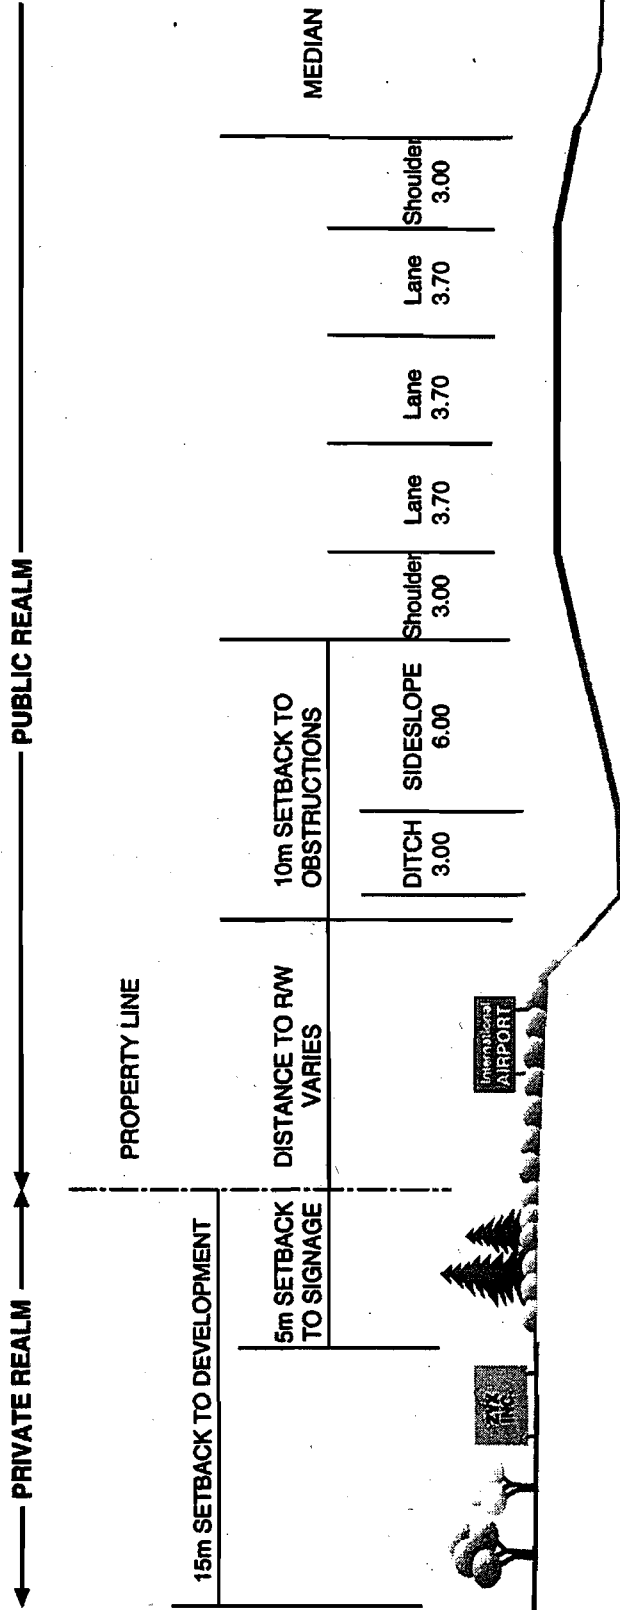 PRIVATE REALM
PUBLIC REALM
PROPERTY LINE
15m SETBACK TO DEVELOPMENT
5m SETBACK
TO SIGNAGE
DISTANCE TO R/W
VARIES
10m SETBACK TO
OBSTRUCTIONS
MEDIAN
DITCH
3.00
SIDESLOPE
6.00
Shoulder
3.00
Lane
3.70
Lane
3.70
Lane
3.70
Shoulder
3.00
ZYX
INC.
International
AIRPORT